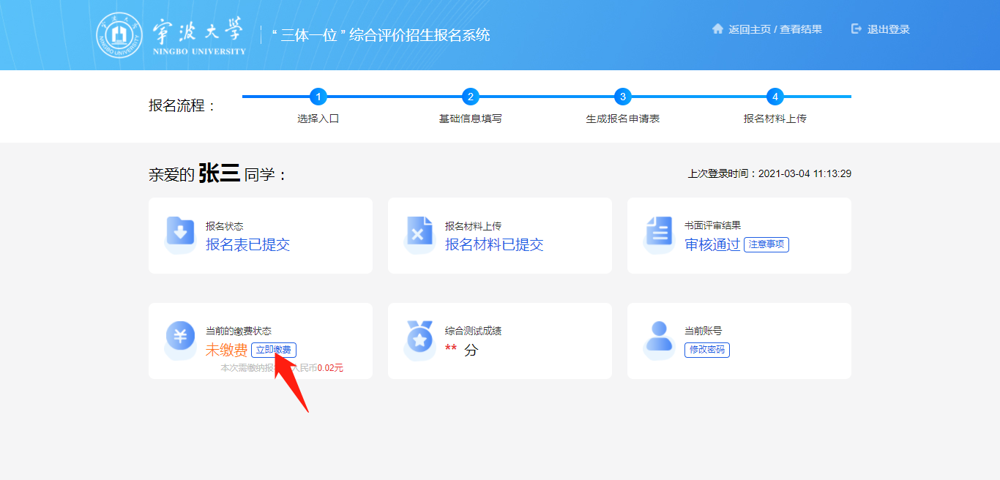 宁波大学
NINGBO UNIVERSITY
“ 三体一位 ” 综合评价招生报名系统
返回主页 / 查看结果
退出登录
报名流程：
1
2
3
4
选择入口
基础信息填写
生成报名申请表
报名材料上传
亲爱的 张三 同学：
上次登录时间：2021-03-04 11:13:29
报名状态
报名表已提交
报名材料上传
报名材料已提交
书面评审结果
审核通过 注意事项
当前的缴费状态
未缴费 立即缴费
本次需缴纳报 人民币0.02元
综合测试成绩
** 分
当前账号
修改密码